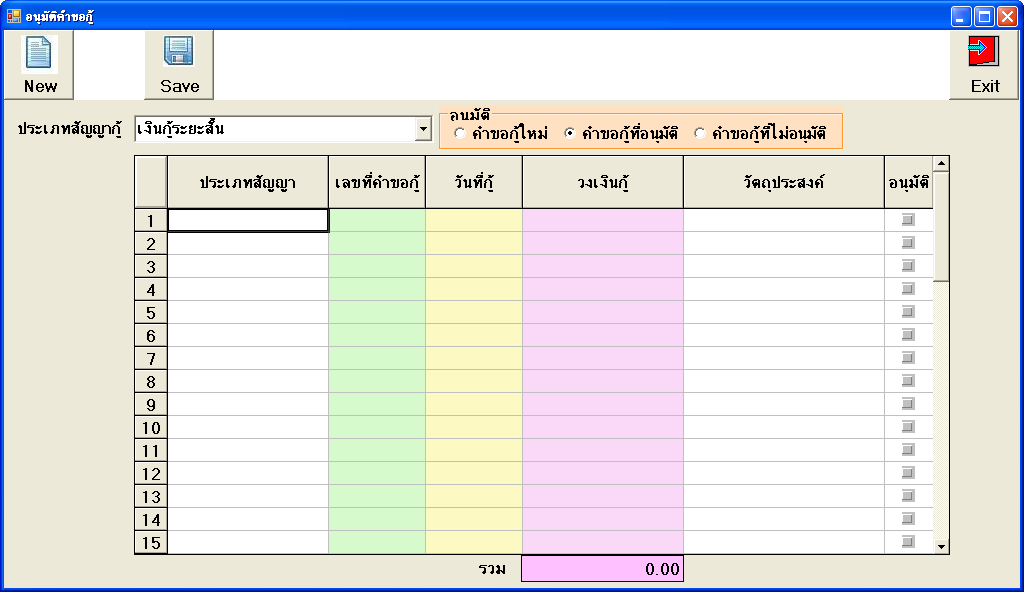 อนุมัติคำขอกู้
New Save Exit
ประเภทสัญญากู้ เงินกู้ระยะสั้น
อนุมัติ
คำขอกู้ใหม่ คำขอกู้ที่อนุมัติ คำขอกู้ที่ไม่อนุมัติ
ประเภทสัญญา เลขที่คำขอกู้ วันที่กู้ วงเงินกู้ วัตถุประสงค์ อนุมัติ
1
2
3
4
5
6
7
8
9
10
11
12
13
14
15
รวม 0.00